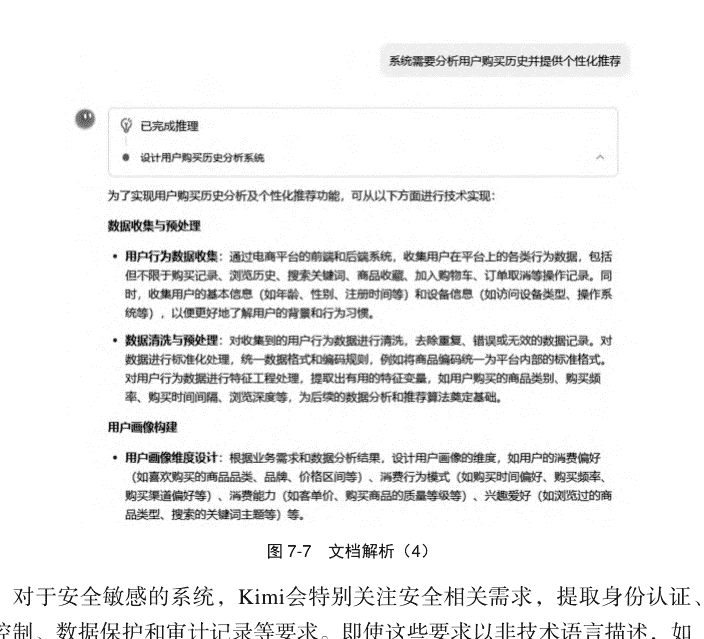 系统需要分析用户购买历史并提供个性化推荐
已完成推理
设计用户购买历史分析系统
为了实现用户购买历史分析及个性化推荐功能，可从以下方面进行技术实现：
数据收集与预处理
• 用户行为数据收集：通过电商平台的前端和后端系统，收集用户在平台上的各类行为数据，包括
但不限于购买记录、浏览历史、搜索关键词、商品收藏、加入购物车、订单取消等操作记录。同
时，收集用户的基本信息（如年龄、性别、注册时间等）和设备信息（如访问设备类型、操作系
统等），以便更好地了解用户的背景和行为习惯。
• 数据清洗与预处理：对收集到的用户行为数据进行清洗，去除重复、错误或无效的数据记录。对
数据进行标准化处理，统一数据格式和编码规则，例如将商品编码统一为平台内部的标准格式。
对用户行为数据进行特征工程处理，提取出有用的特征变量，如用户购买的商品类别、购买频
率、购买时间间隔、浏览深度等，为后续的数据分析和推荐算法奠定基础。
用户画像构建
• 用户画像维度设计：根据业务需求和数据分析结果，设计用户画像的维度，如用户的消费偏好
（如喜欢购买的商品品类、品牌、价格区间等）、消费行为模式（如购买时间偏好、购买频率、
购买渠道偏好等）、消费能力（如客单价、购买商品的质量等级等）、兴趣爱好（如浏览过的商
品类型、搜索的关键词主题等）等。
图 7-7 文档解析（4）
对于安全敏感的系统，Kimi会特别关注安全相关需求，提取身份认证、
控制、数据保护和审计记录等要求。即使这些要求以非技术语言描述，如